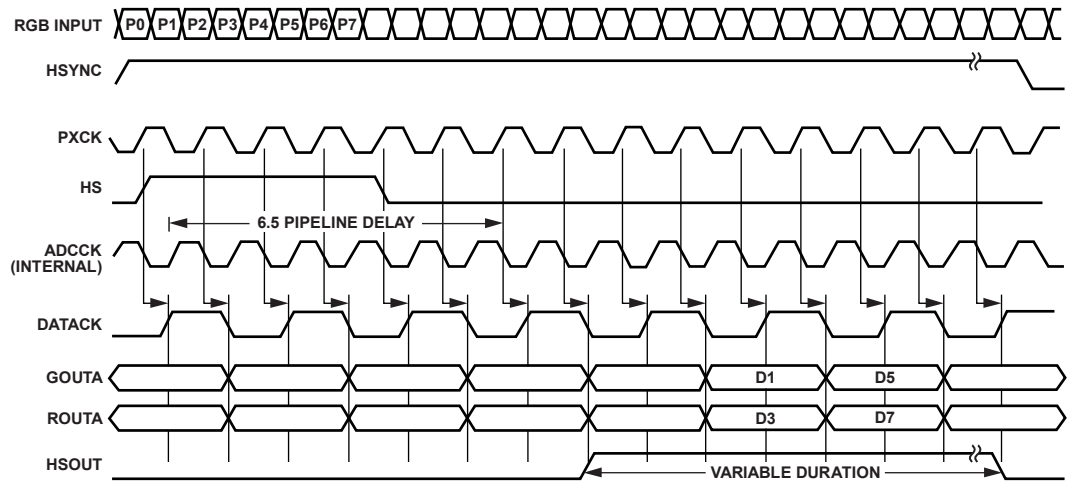 RGB INPUT P0 P1 P2 P3 P4 P5 P6 P7
HSYNC
PXCK
HS
6.5 PIPELINE DELAY
ADCCK
(INTERNAL)
DATACK
GOUTA D1 D5
ROUTA D3 D7
HSOUT
VARIABLE DURATION